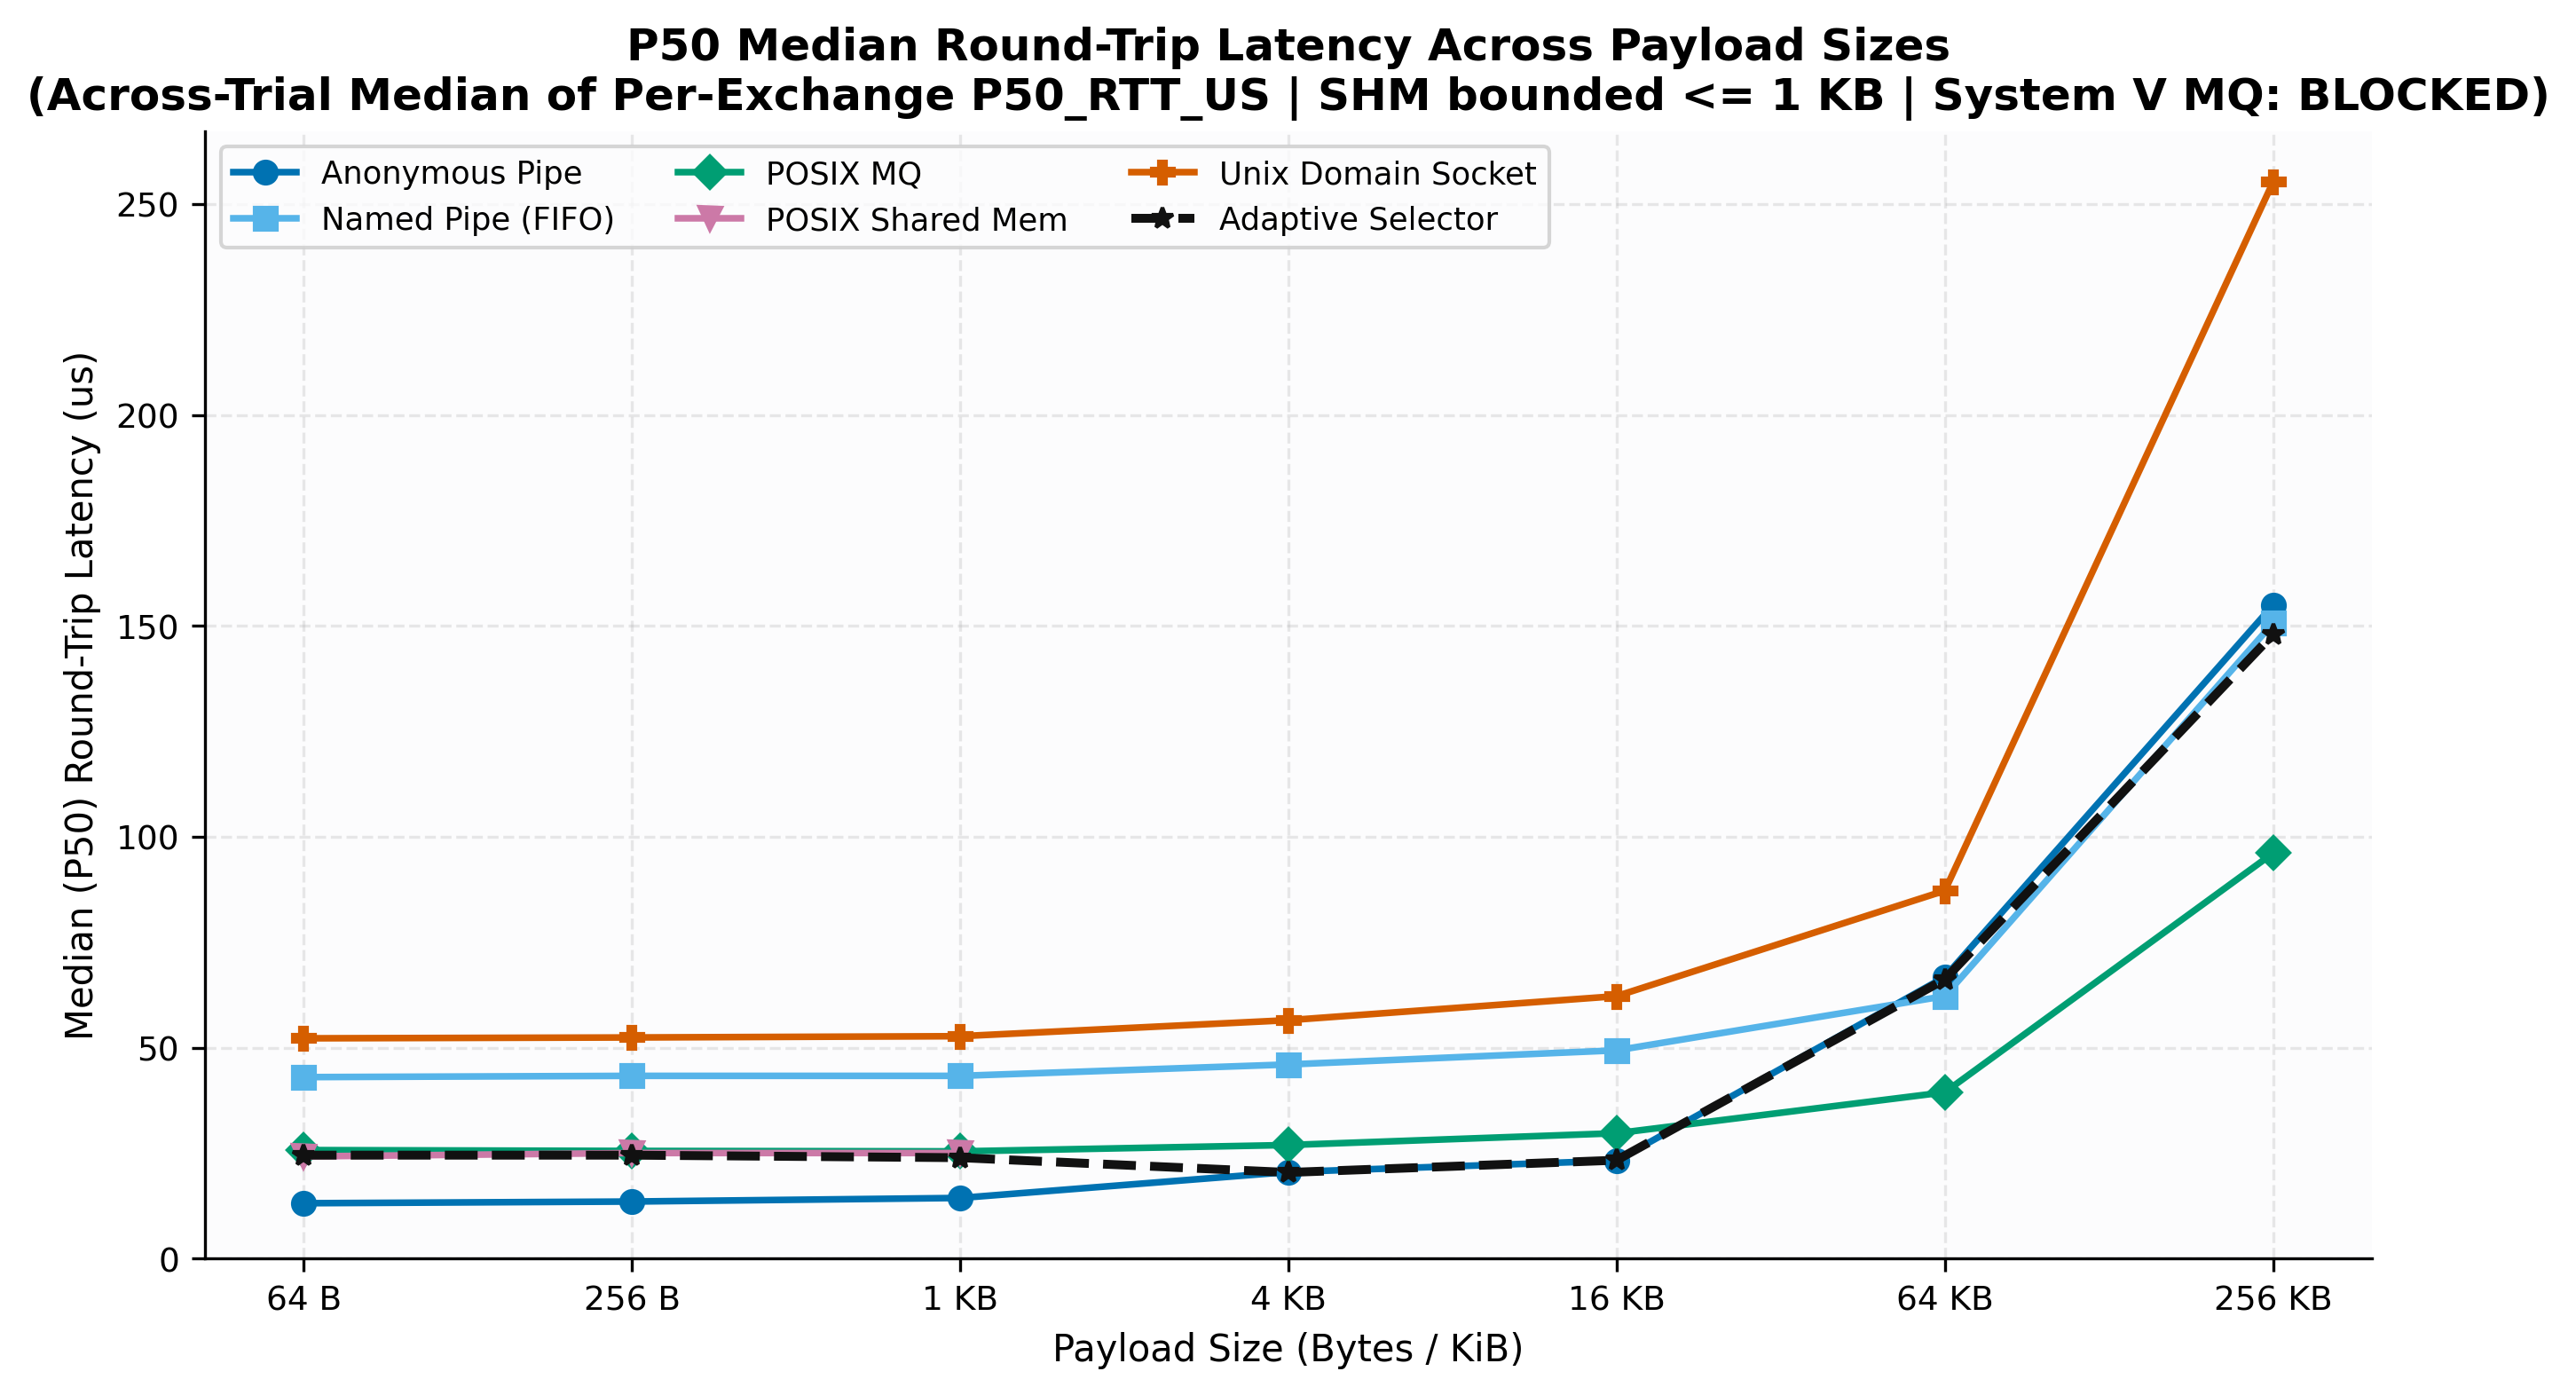 P50 Median Round-Trip Latency Across Payload Sizes
(Across-Trial Median of Per-Exchange P50_RTT_US | SHM bounded <= 1 KB | System V MQ: BLOCKED)
Anonymous Pipe
Named Pipe (FIFO)
POSIX MQ
POSIX Shared Mem
Unix Domain Socket
Adaptive Selector
Median (P50) Round-Trip Latency (us)
250
200
150
100
50
0
64 B
256 B
1 KB
4 KB
16 KB
64 KB
256 KB
Payload Size (Bytes / KiB)